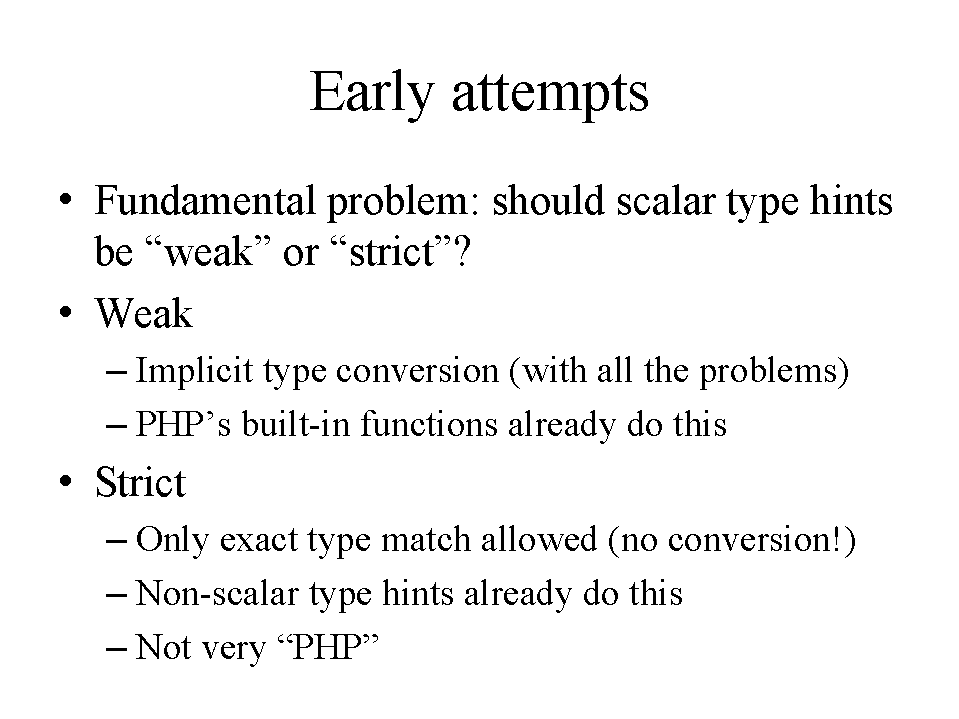 Early attempts
• Fundamental problem: should scalar type hints
be “weak” or “strict”?
• Weak
– Implicit type conversion (with all the problems)
– PHP’s built-in functions already do this
• Strict
– Only exact type match allowed (no conversion!)
– Non-scalar type hints already do this
– Not very “PHP”